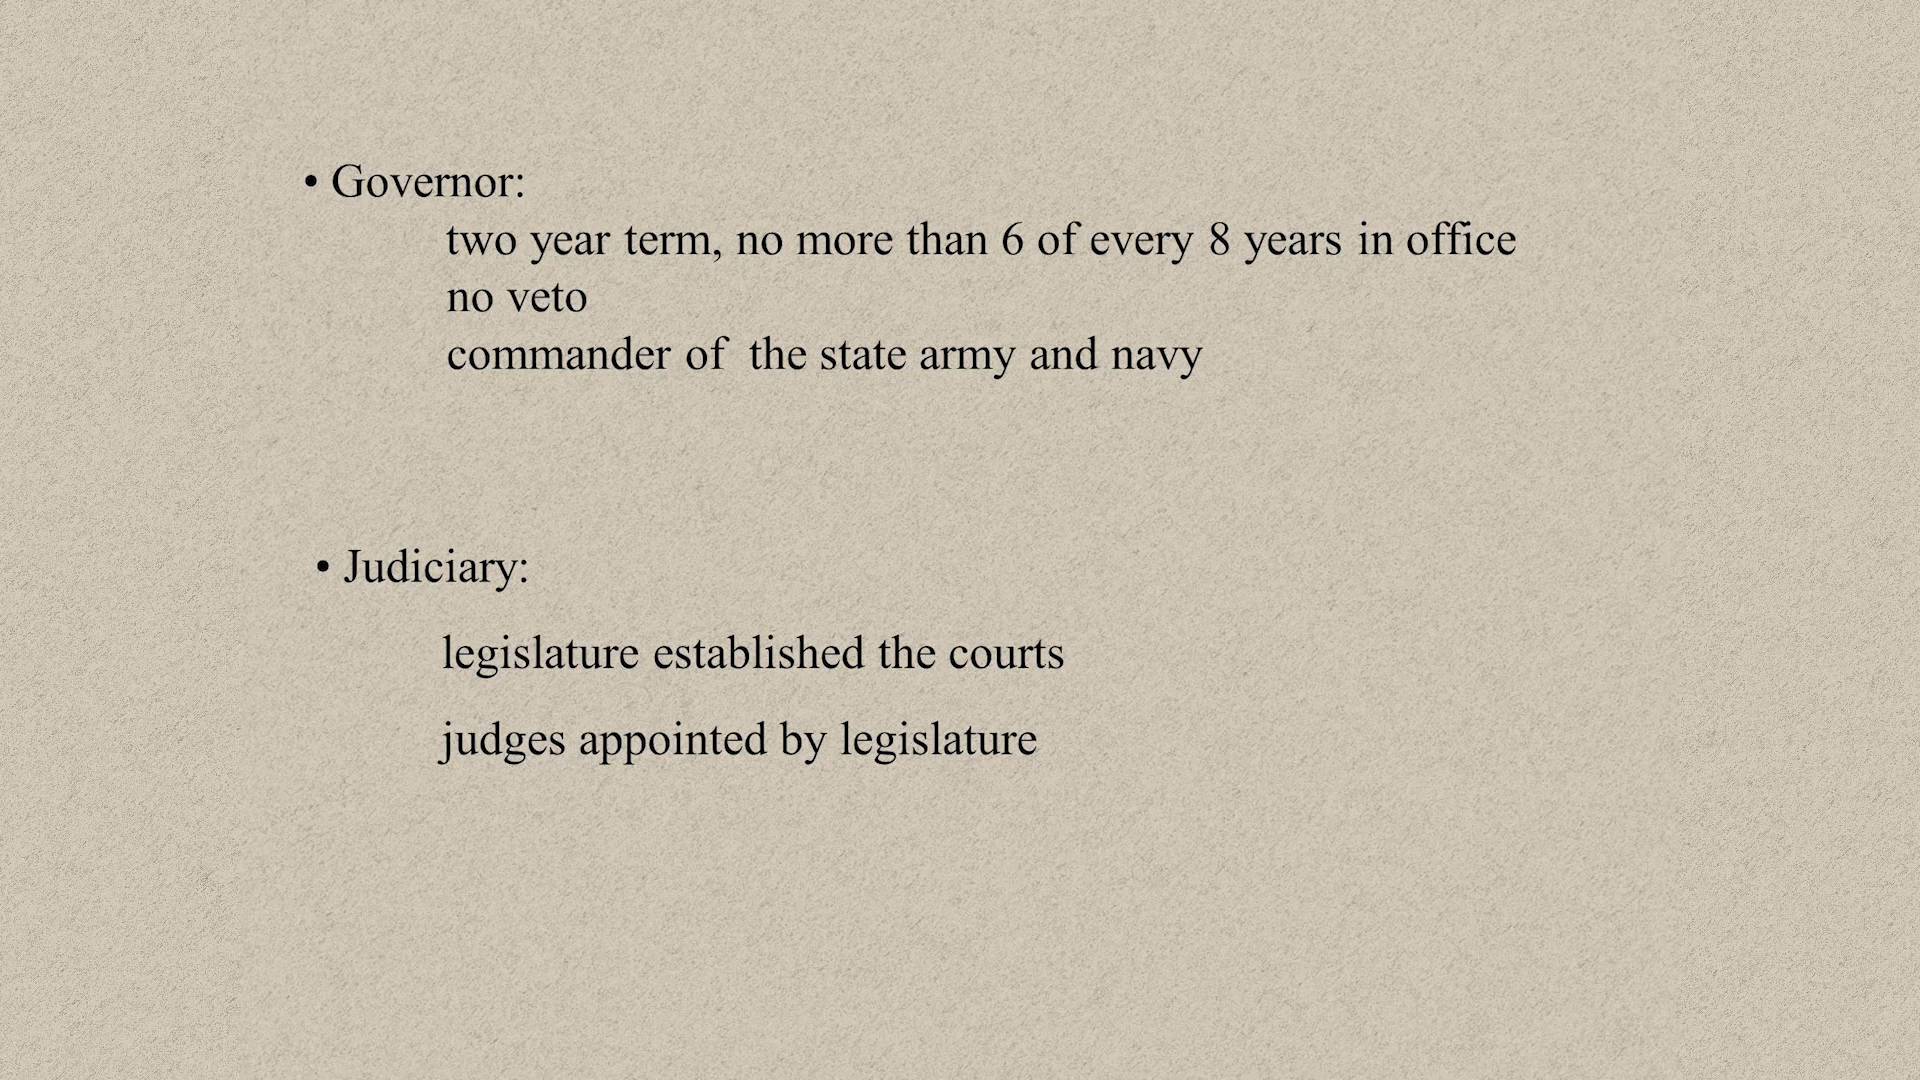 • Governor:
two year term, no more than 6 of every 8 years in office
no veto
commander of the state army and navy
• Judiciary:
legislature established the courts
judges appointed by legislature